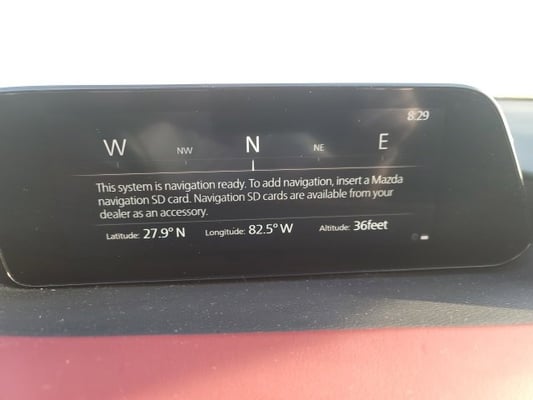 8:29
W NW N NE E
This system is navigation ready. To add navigation, insert a Mazda
navigation SD card. Navigation SD cards are available from your
dealer as an accessory.
Latitude: 27.9° N Longitude: 82.5° W Altitude: 36feet